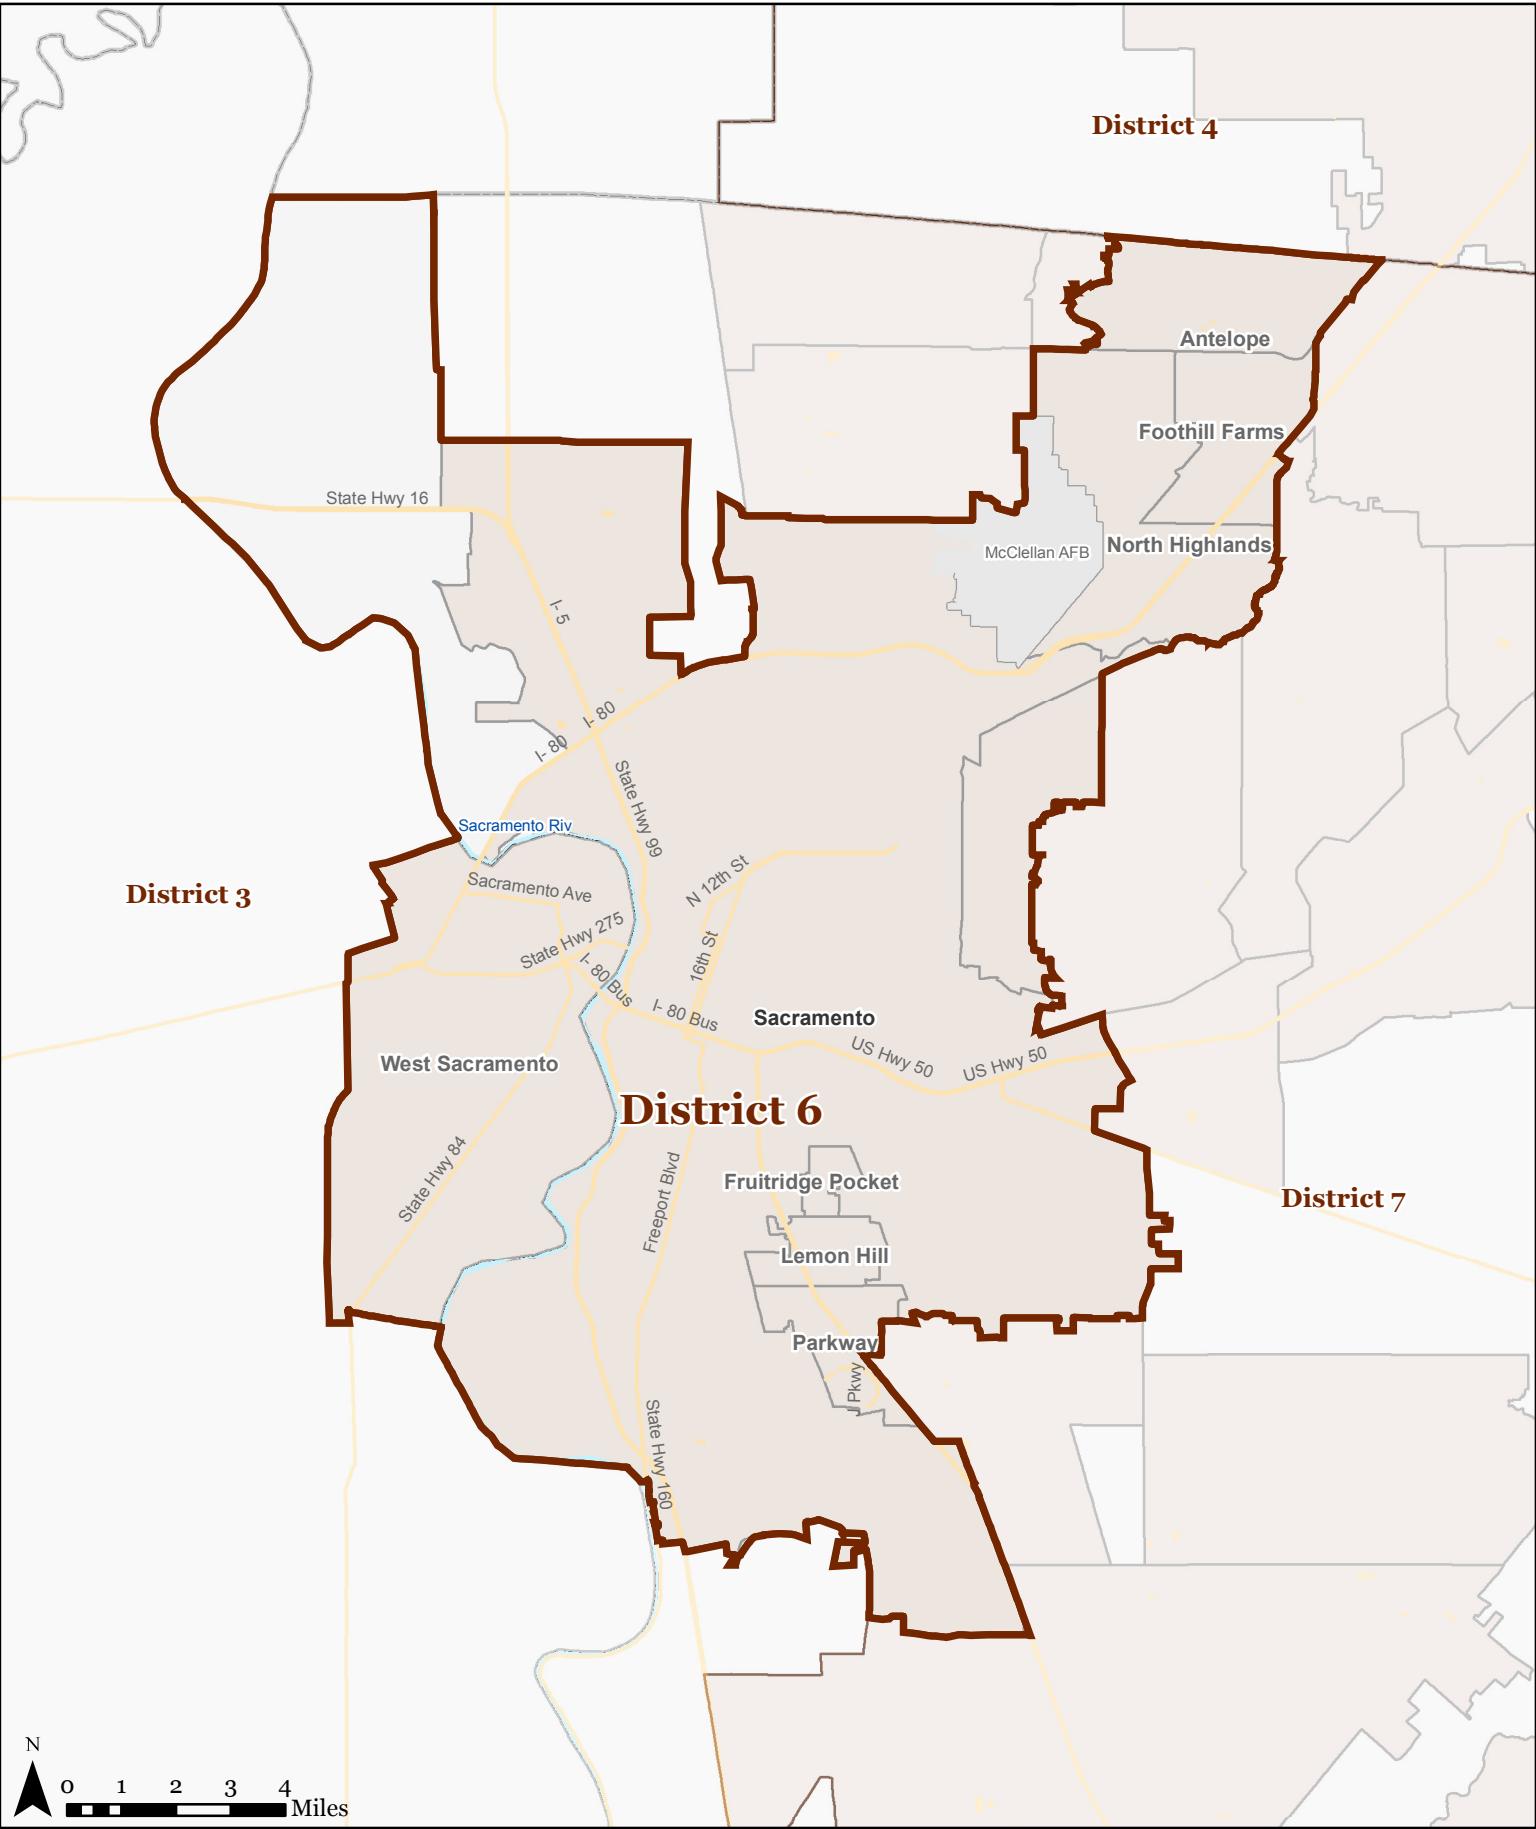 District 4
Antelope
Foothill Farms
State Hwy 16
McClellan AFB
North Highlands
I- 5
I- 80
I- 80
State Hwy 99
Sacramento Riv
District 3
Sacramento Ave
N 12th St
State Hwy 275
16th St
I- 80 Bus
I- 80 Bus
Sacramento
US Hwy 50
US Hwy 50
West Sacramento
District 6
State Hwy 84
Freeport Blvd
Fruitridge Pocket
District 7
Lemon Hill
Parkway
J Pkwy
State Hwy 160
N
0 1 2 3 4
Miles